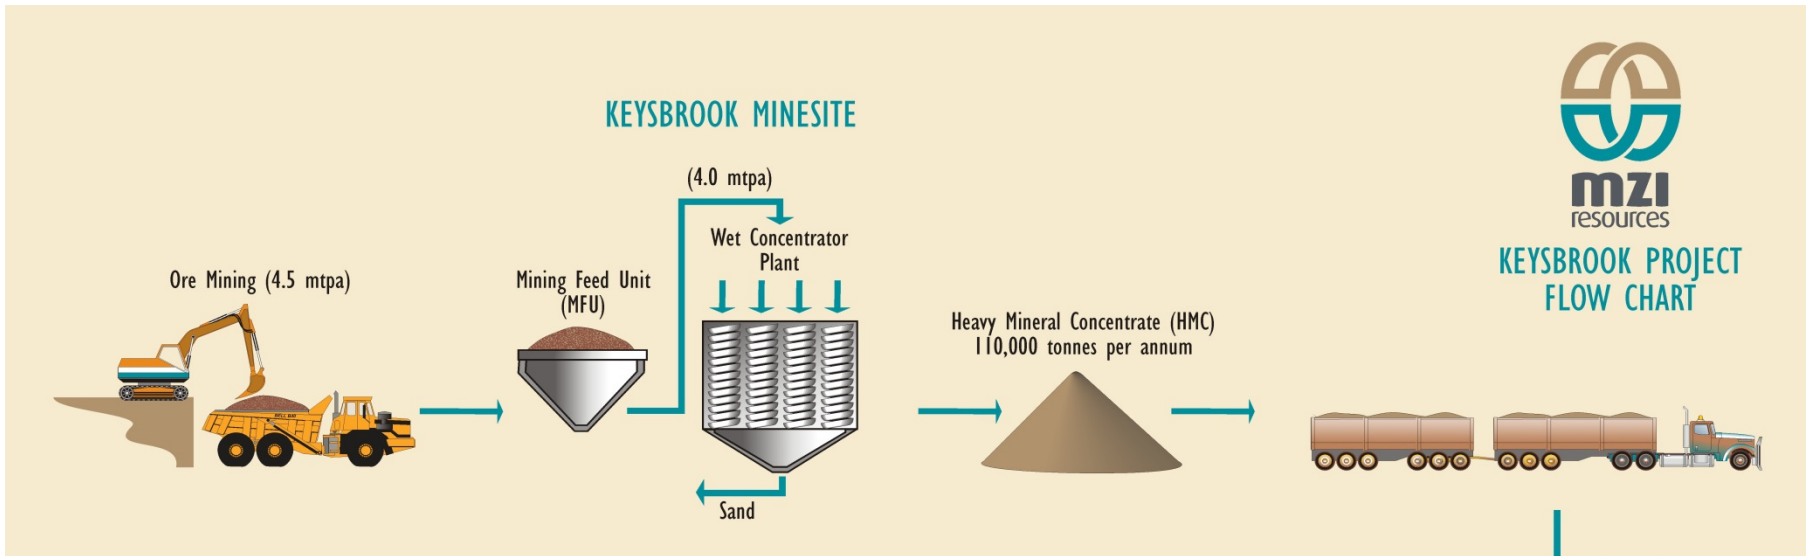 KEYSBROOK MINESITE
(4.0 mtpa)
Wet Concentrator
Plant
Ore Mining (4.5 mtpa)
Mining Feed Unit
(MFU)
Heavy Mineral Concentrate (HMC)
110,000 tonnes per annum
Sand
mzi
resources
KEYSBROOK PROJECT
FLOW CHART